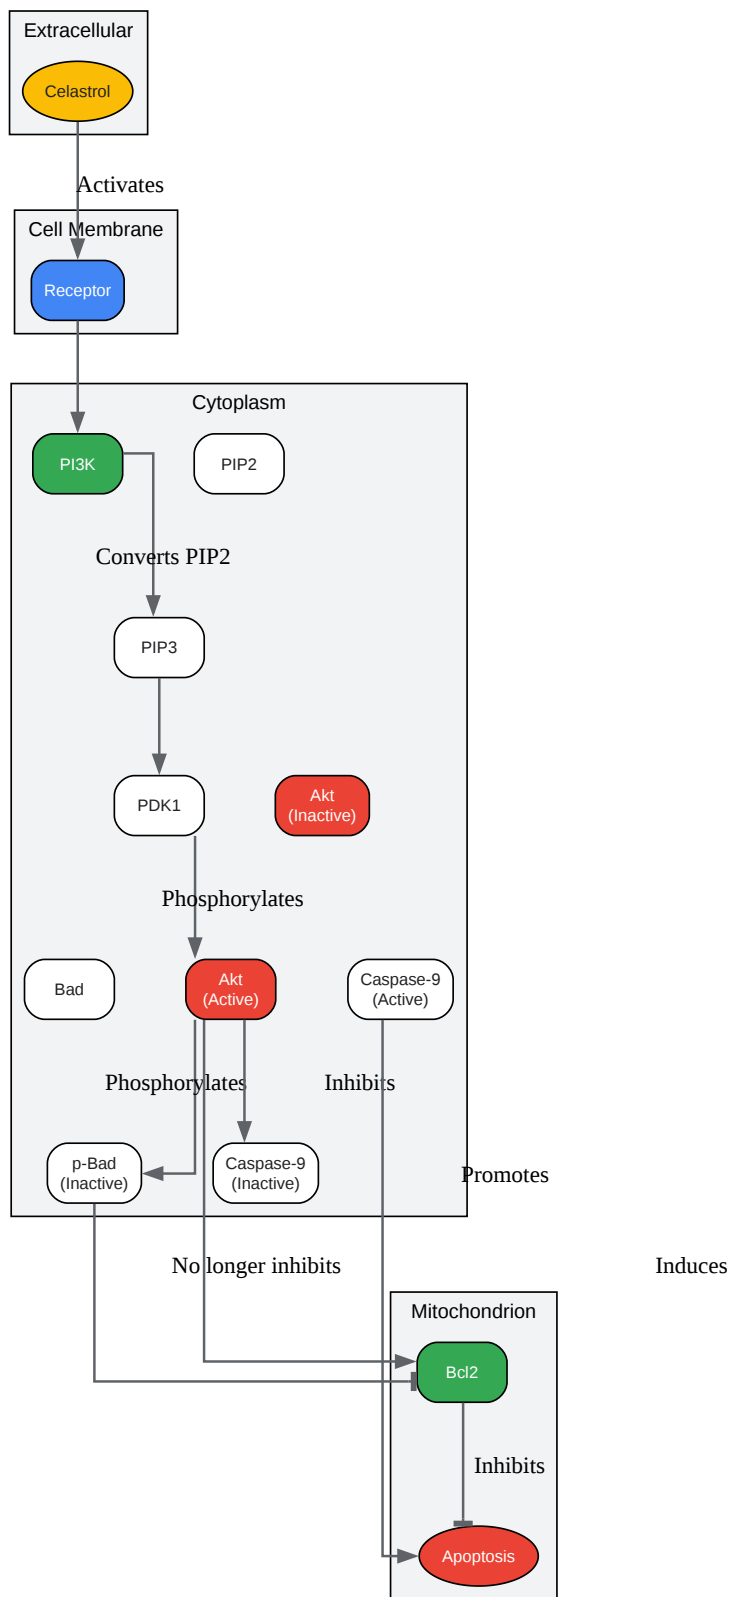 Extracellular
Celastrol
Activates
Cell Membrane
Receptor
Cytoplasm
PI3K
PIP2
Converts PIP2
PIP3
PDK1
Akt
(Inactive)
Phosphorylates
Bad
Akt
(Active)
Caspase-9
(Active)
Phosphorylates
Inhibits
p-Bad
(Inactive)
Caspase-9
(Inactive)
Promotes
No longer inhibits
Induces
Mitochondrion
Bcl2
Inhibits
Apoptosis